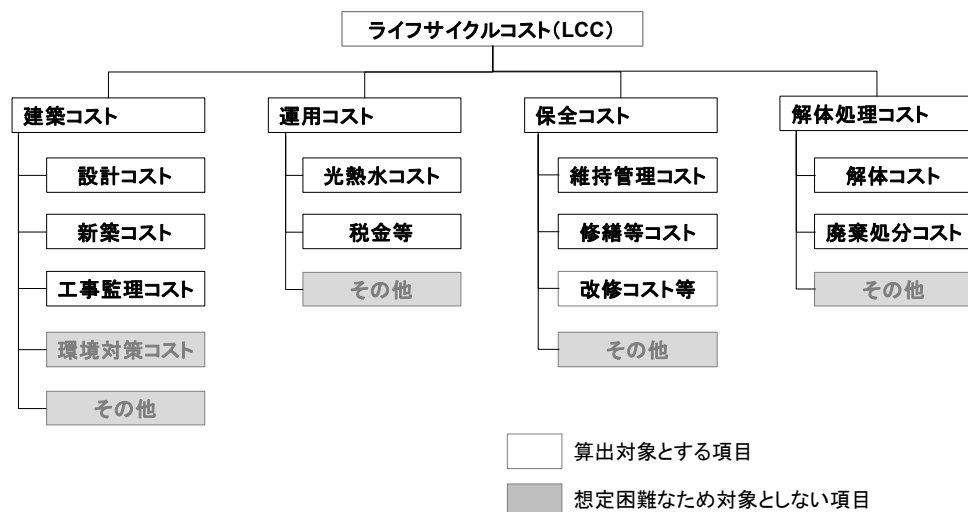 ライフサイクルコスト(LCC)
建築コスト
設計コスト
新築コスト
工事監理コスト
環境対策コスト
その他
運用コスト
光熱水コスト
税金等
その他
保全コスト
維持管理コスト
修繕等コスト
改修コスト等
その他
解体処理コスト
解体コスト
廃棄処分コスト
その他
算出対象とする項目
想定困難なため対象としない項目